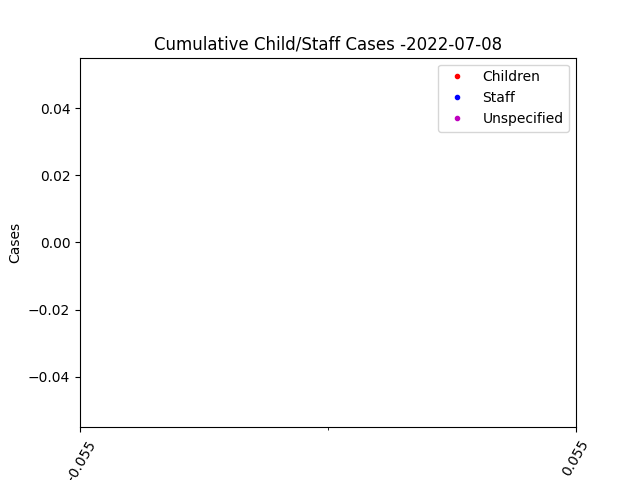 Cumulative Child/Staff Cases -2022-07-08
Children
Staff
Unspecified
0.04
0.02
0.00
−0.02
−0.04
Cases
-0.055
0.055